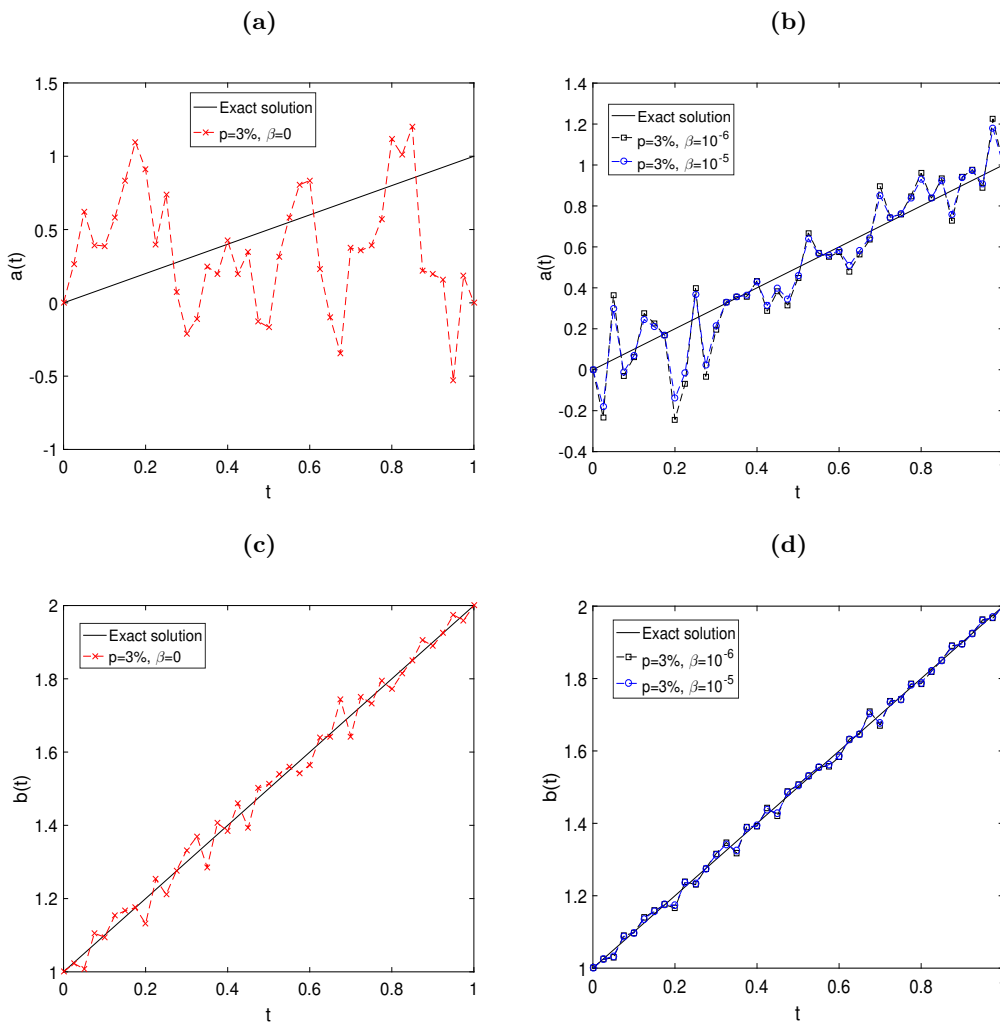 (a)
1.5
1
0.5
0
-0.5
-1
a(t)
0 0.2 0.4 0.6 0.8 1
t
Exact solution
p=3%, β=0
(b)
1.4
1.2
1
0.8
0.6
0.4
0.2
0
-0.2
-0.4
a(t)
0 0.2 0.4 0.6 0.8 1
t
Exact solution
p=3%, β=10⁻⁶
p=3%, β=10⁻⁵
(c)
2
1.8
1.6
1.4
1.2
1
b(t)
0 0.2 0.4 0.6 0.8 1
t
Exact solution
p=3%, β=0
(d)
2
1.8
1.6
1.4
1.2
1
b(t)
0 0.2 0.4 0.6 0.8 1
t
Exact solution
p=3%, β=10⁻⁶
p=3%, β=10⁻⁵